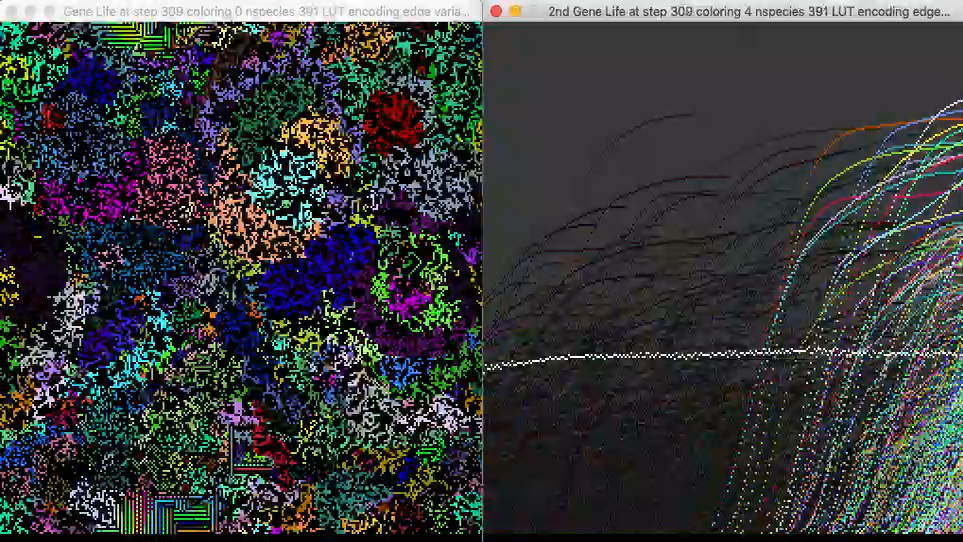 Gene Life at step 309 coloring 0 nspecies 391 LUT encoding edge varia...
2nd Gene Life at step 309 coloring 4 nspecies 391 LUT encoding edge...